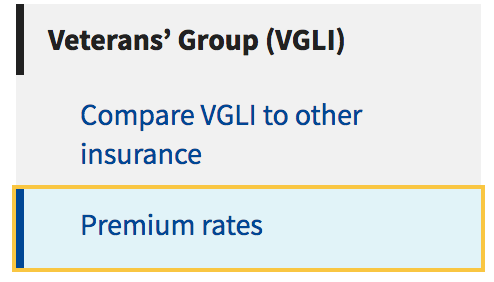 Veterans’ Group (VGLI)
Compare VGLI to other
insurance
Premium rates